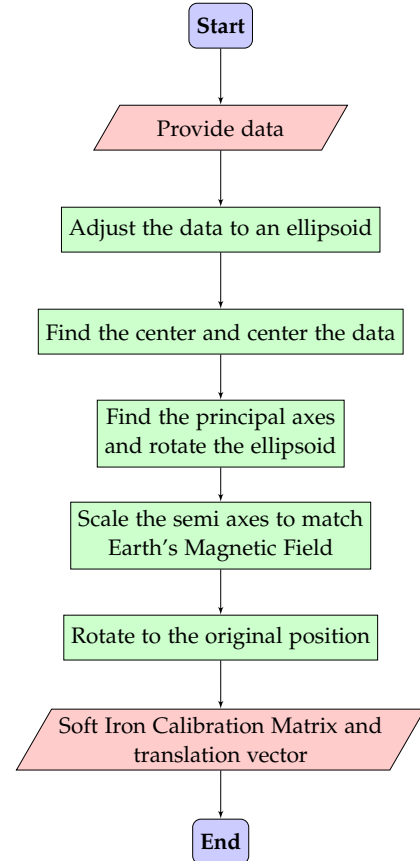 Start
Provide data
Adjust the data to an ellipsoid
Find the center and center the data
Find the principal axes
and rotate the ellipsoid
Scale the semi axes to match
Earth's Magnetic Field
Rotate to the original position
Soft Iron Calibration Matrix and
translation vector
End